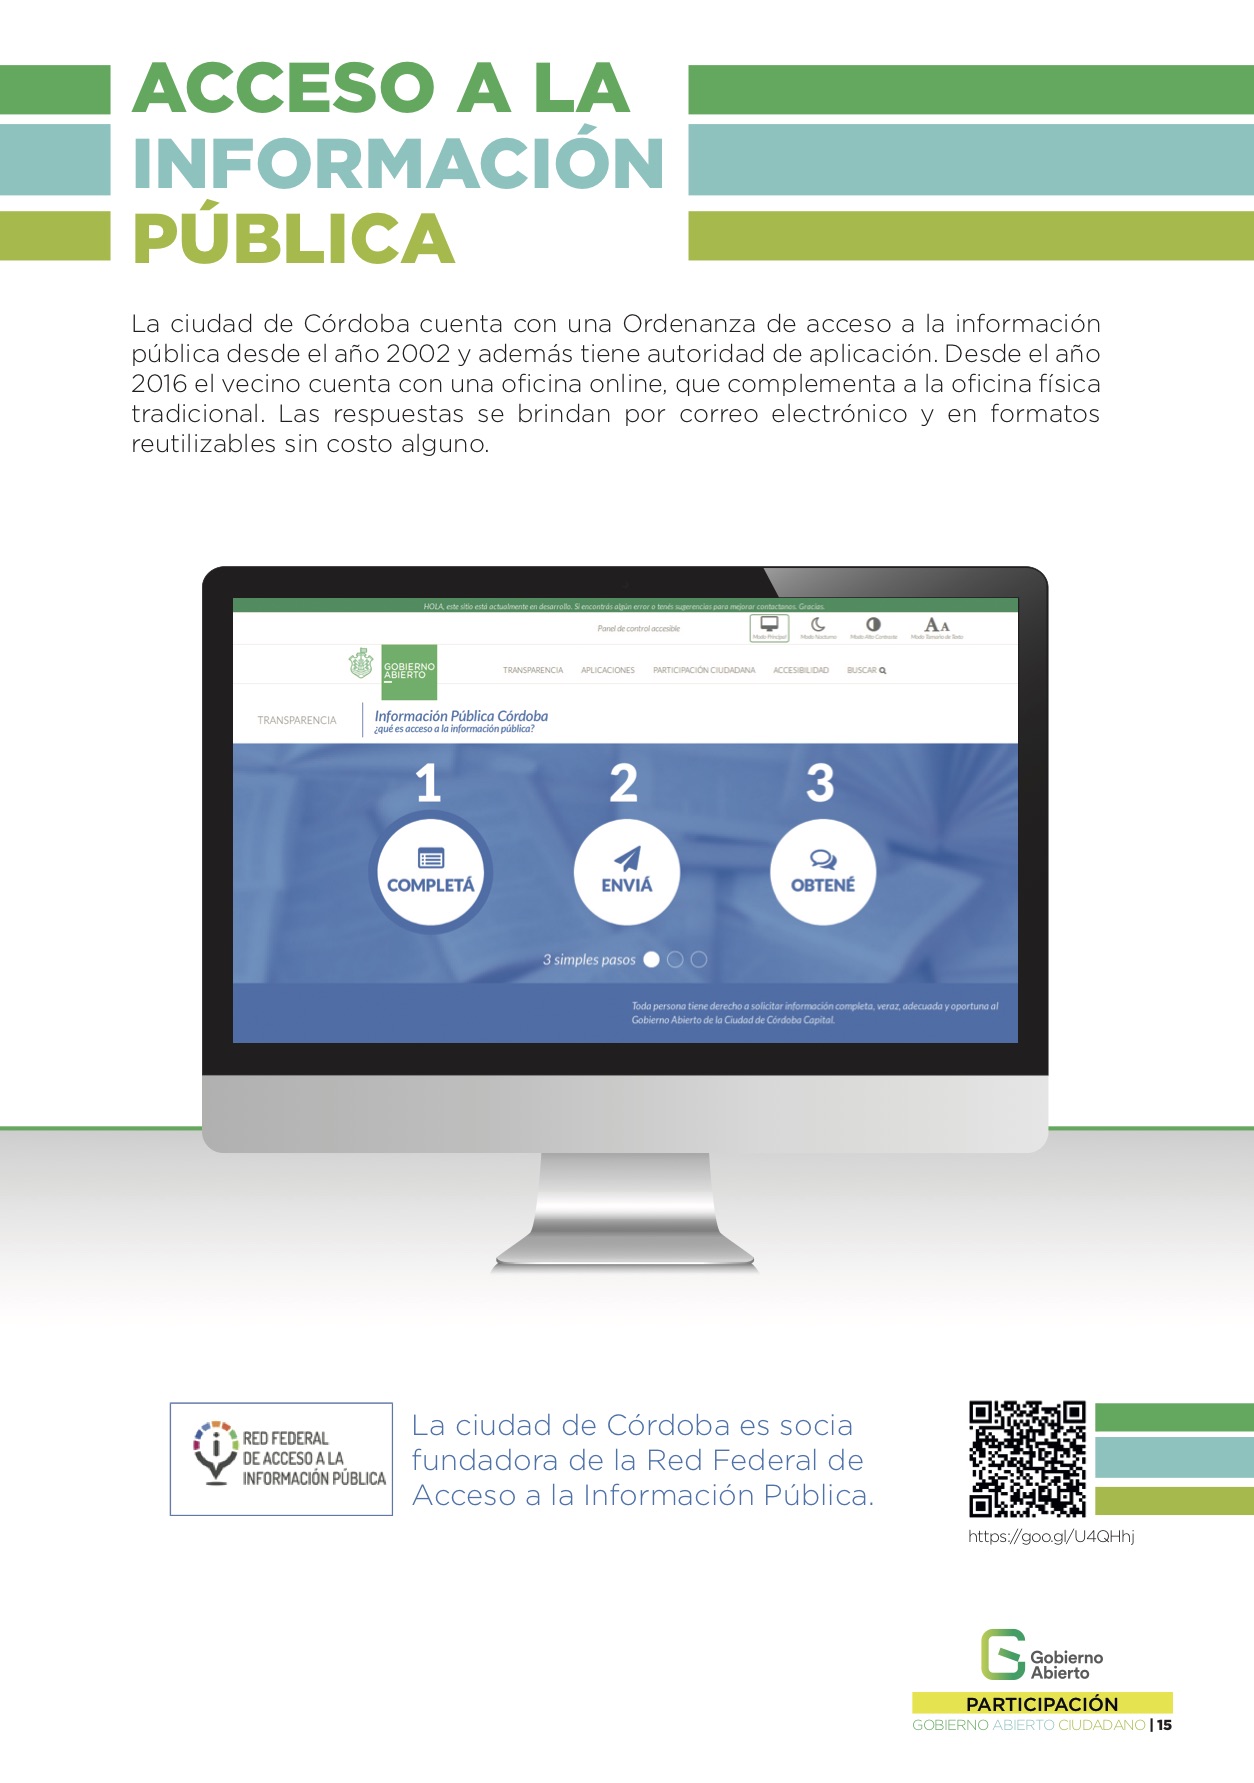 ACCESO A LA
INFORMACIÓN
PÚBLICA
La ciudad de Córdoba cuenta con una Ordenanza de acceso a la información
pública desde el año 2002 y además tiene autoridad de aplicación. Desde el año
2016 el vecino cuenta con una oficina online, que complementa a la oficina física
tradicional. Las respuestas se brindan por correo electrónico y en formatos
reutilizables sin costo alguno.
HOLA, este sitio está actualmente en desarrollo. Si encontrás algún error o tenés sugerencias para mejorar contactanos. Gracias.
Panel de control accesible
Modo Principal Modo Nocturno Modo Alto Contraste Modo Tamaño de Texto
GOBIERNO
ABIERTO
TRANSPARENCIA APLICACIONES PARTICIPACIÓN CIUDADANA ACCESIBILIDAD BUSCAR
TRANSPARENCIA
Información Pública Córdoba
¿qué es acceso a la información pública?
1 2 3
COMPLETÁ ENVIÁ OBTENÉ
3 simples pasos
Toda persona tiene derecho a solicitar información completa, veraz, adecuada y oportuna al
Gobierno Abierto de la Ciudad de Córdoba Capital.
RED FEDERAL
DE ACCESO A LA
INFORMACIÓN PÚBLICA
La ciudad de Córdoba es socia
fundadora de la Red Federal de
Acceso a la Información Pública.
https://goo.gl/U4QHhj
Gobierno
Abierto
PARTICIPACIÓN
GOBIERNO ABIERTO CIUDADANO | 15